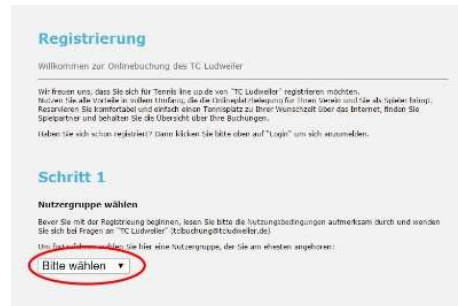 Registrierung
Willkommen zur Onlinebuchung des TC Ludweiler
Wir freuen uns, dass Sie sich für Tennis line up.de von "TC Ludweiler" registrieren möchten.
Nutzen Sie alle Vorteile in vollem Umfang, die die Onlineplatzbelegung für Ihren Verein und Sie als Spieler bringt.
Reservieren Sie komfortabel und einfach einen Tennisplatz zu Ihrer Wunschzeit über das Internet, finden Sie
Spielpartner und behalten Sie die Übersicht über Ihre Buchungen.
Haben Sie sich schon registriert? Dann klicken Sie bitte oben auf "Login" um sich anzumelden.
Schritt 1
Nutzergruppe wählen
Bevor Sie mit der Registrierung beginnen, lesen Sie bitte die Nutzungsbedingungen aufmerksam durch und wenden
Sie sich bei Fragen an "TC Ludweiler" (tclbuchung@tcludweiler.de)
Um fortzufahren wählen Sie hier eine Nutzergruppe, der Sie am ehesten angehören:
Bitte wählen